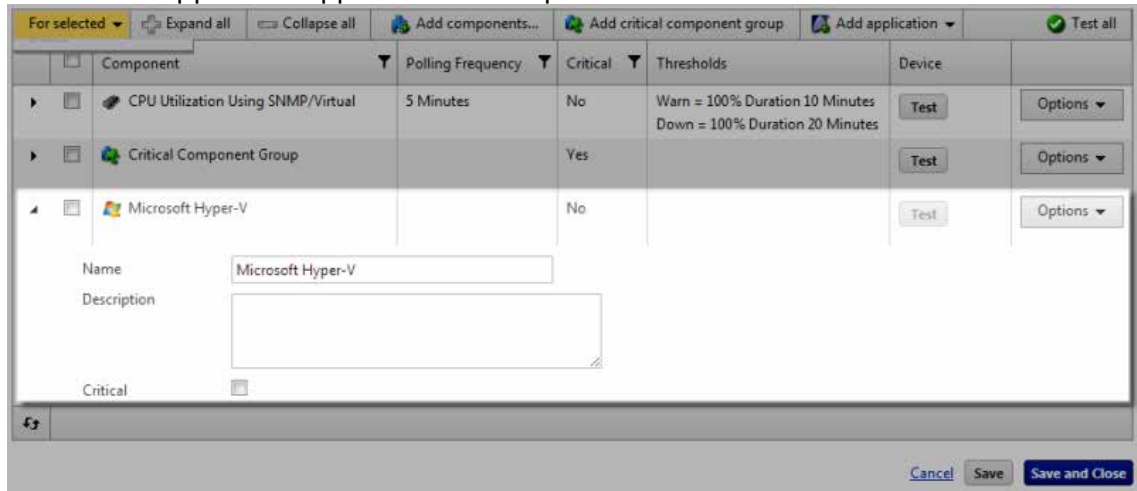 For selected Expand all Collapse all Add components... Add critical component group Add application Test all
Component Polling Frequency Critical Thresholds Device
CPU Utilization Using SNMP/Virtual 5 Minutes No Warn = 100% Duration 10 Minutes Test Options
Down = 100% Duration 20 Minutes
Critical Component Group Yes Test Options
Microsoft Hyper-V No Test Options
Name Microsoft Hyper-V
Description
Critical
Cancel Save Save and Close